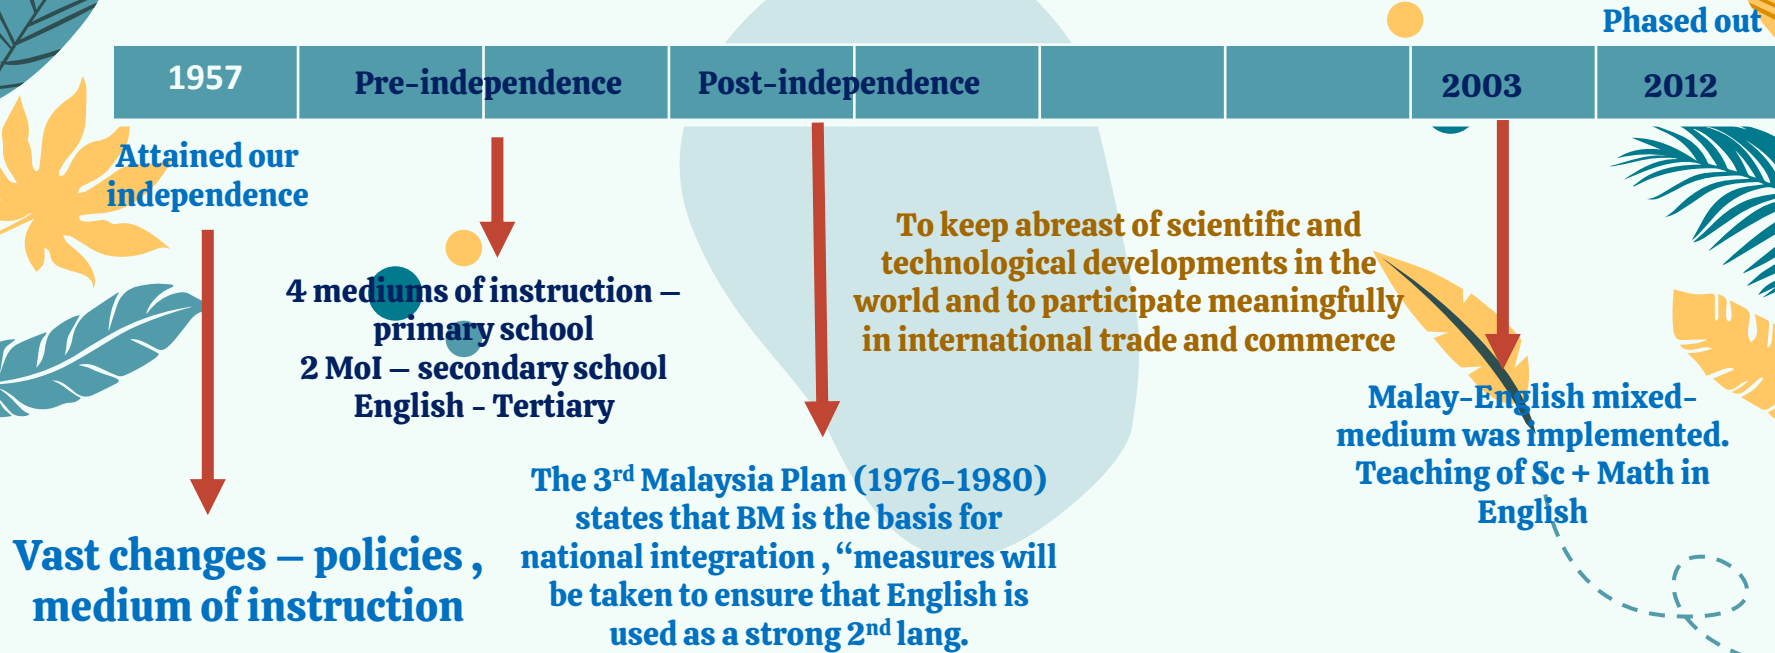 Phased out
1957
Pre-independence
Post-independence
2003
2012
Attained our
independence
Vast changes – policies ,
medium of instruction
4 mediums of instruction –
primary school
2 MoI – secondary school
English - Tertiary
The 3rd Malaysia Plan (1976-1980)
states that BM is the basis for
national integration , “measures will
be taken to ensure that English is
used as a strong 2nd lang.
To keep abreast of scientific and
technological developments in the
world and to participate meaningfully
in international trade and commerce
Malay-English mixed-
medium was implemented.
Teaching of Sc + Math in
English